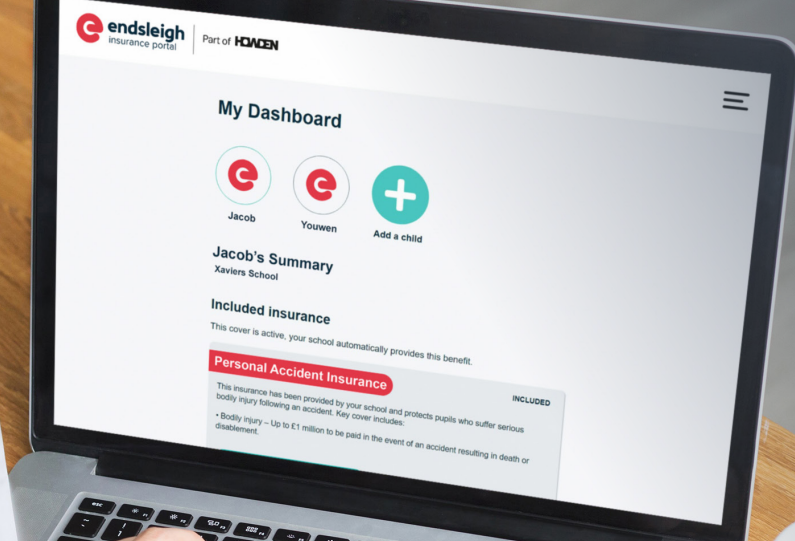 endsleigh
insurance portal
Part of HOWDEN
My Dashboard
Jacob
Youwen
Add a child
Jacob's Summary
Xaviers School
Included insurance
This cover is active, your school automatically provides this benefit.
Personal Accident Insurance
INCLUDED
This insurance has been provided by your school and protects pupils who suffer serious
bodily injury following an accident. Key cover includes:
• Bodily injury – Up to £1 million to be paid in the event of an accident resulting in death or
disablement.
esc